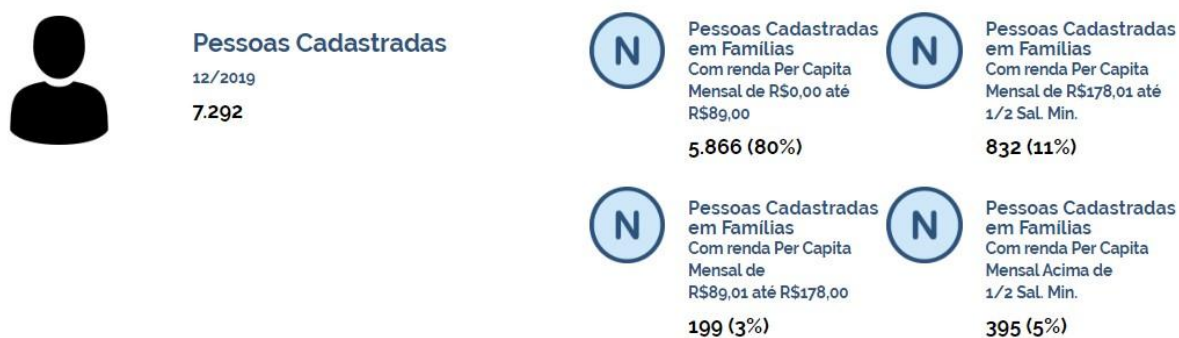 Pessoas Cadastradas
12/2019
7.292
N
Pessoas Cadastradas
em Famílias
Com renda Per Capita
Mensal de R$0,00 até
R$89,00
5.866 (80%)
N
Pessoas Cadastradas
em Famílias
Com renda Per Capita
Mensal de R$178,01 até
1/2 Sal. Min.
832 (11%)
N
Pessoas Cadastradas
em Famílias
Com renda Per Capita
Mensal de
R$89,01 até R$178,00
199 (3%)
N
Pessoas Cadastradas
em Famílias
Com renda Per Capita
Mensal Acima de
1/2 Sal. Min.
395 (5%)